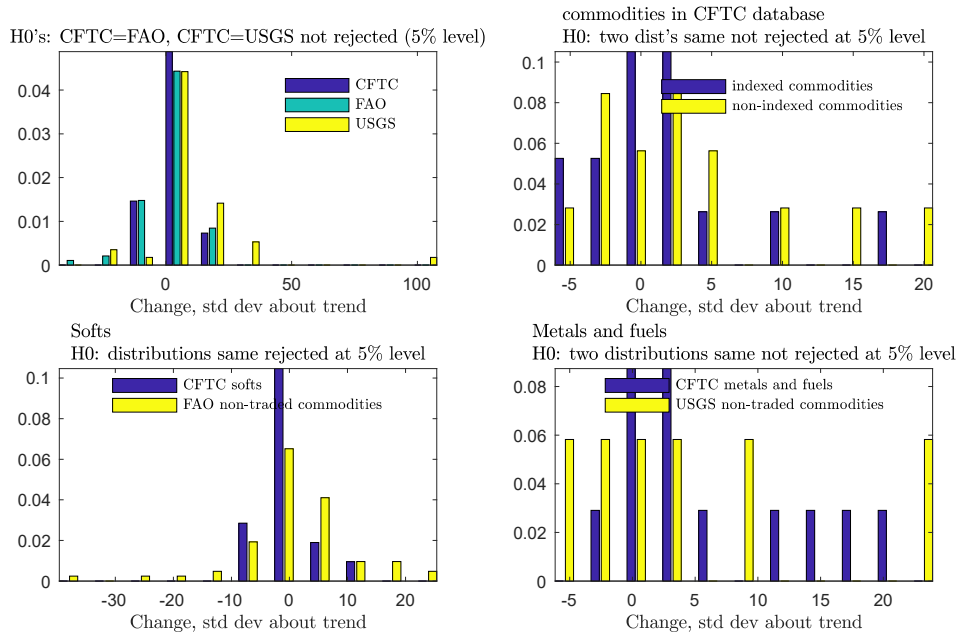 H0's: CFTC=FAO, CFTC=USGS not rejected (5% level)
CFTC
FAO
USGS
0.04
0.03
0.02
0.01
0
0
50
100
Change, std dev about trend
commodities in CFTC database
H0: two dist's same not rejected at 5% level
indexed commodities
non-indexed commodities
0.1
0.08
0.06
0.04
0.02
0
-5
0
5
10
15
20
Change, std dev about trend
Softs
H0: distributions same rejected at 5% level
CFTC softs
FAO non-traded commodities
0.1
0.08
0.06
0.04
0.02
0
-30
-20
-10
0
10
20
Change, std dev about trend
Metals and fuels
H0: two distributions same not rejected at 5% level
CFTC metals and fuels
USGS non-traded commodities
0.08
0.06
0.04
0.02
0
-5
0
5
10
15
20
Change, std dev about trend